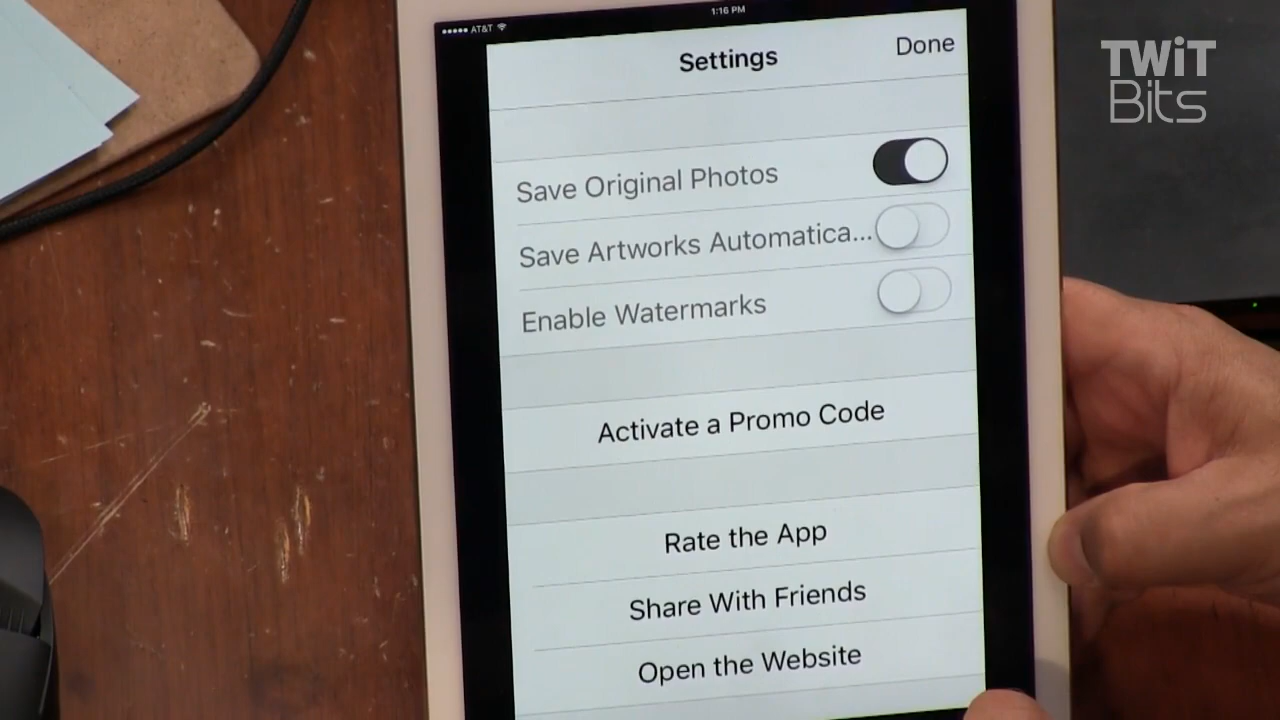 AT&T
1:16 PM
Settings
Done
TWiT
Bits
Save Original Photos
Save Artworks Automatica...
Enable Watermarks
Activate a Promo Code
Rate the App
Share With Friends
Open the Website